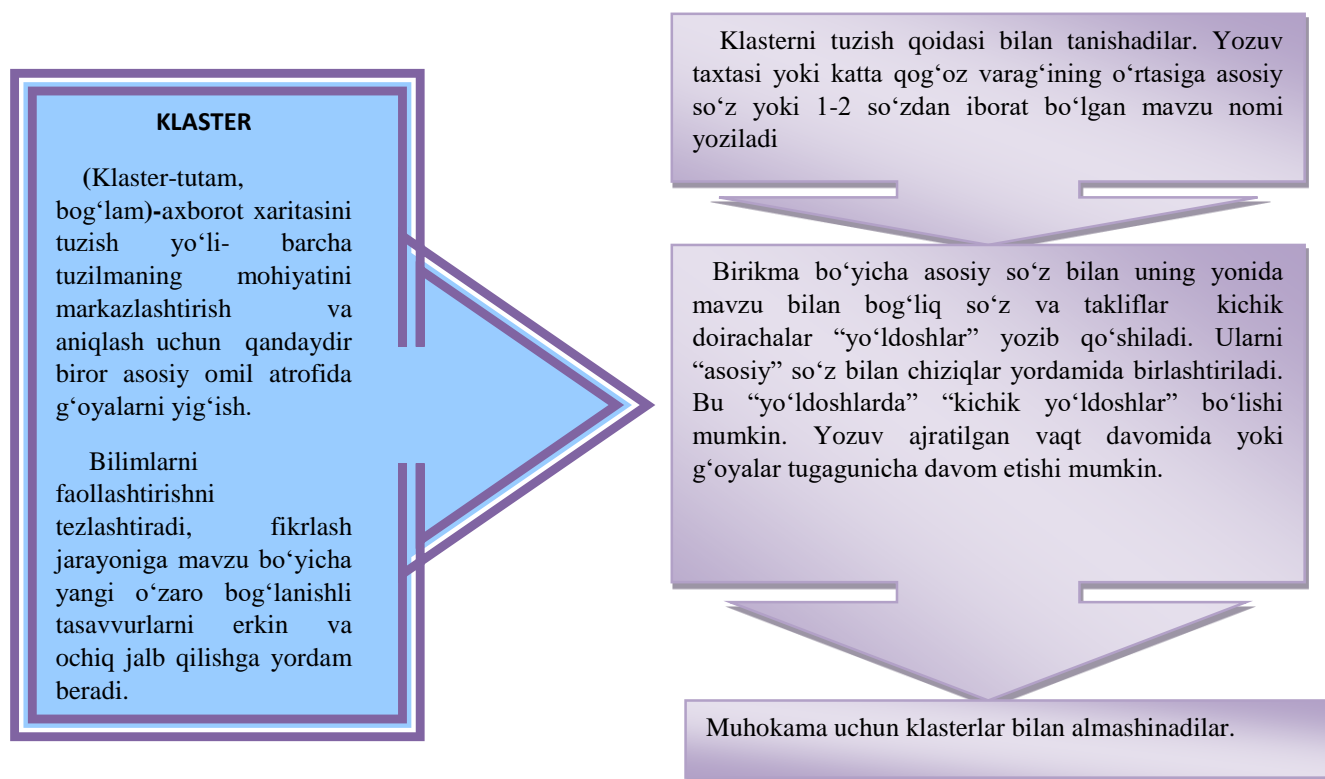 KLASTER
(Klaster-tutam,
bog‘lam)-axborot xaritasini
tuzish yo‘li- barcha
tuzilmaning mohiyatini
markazlashtirish va
aniqlash uchun qandaydir
biror asosiy omil atrofida
g‘oyalarni yig‘ish.
Bilimlarni
faollashtirishni
tezlashtiradi, fikrlash
jarayoniga mavzu bo‘yicha
yangi o‘zaro bog‘lanishli
tasavvurlarni erkin va
ochiq jalb qilishga yordam
beradi.
Klasterni tuzish qoidasi bilan tanishadilar. Yozuv
taxtasi yoki katta qog‘oz varag‘ining o‘rtasiga asosiy
so‘z yoki 1-2 so‘zdan iborat bo‘lgan mavzu nomi
yoziladi
Birikma bo‘yicha asosiy so‘z bilan uning yonida
mavzu bilan bog‘liq so‘z va takliflar kichik
doirachalar “yo‘ldoshlar” yozib qo‘shiladi. Ularni
“asosiy” so‘z bilan chiziqlar yordamida birlashtiriladi.
Bu “yo‘ldoshlarda” “kichik yo‘ldoshlar” bo‘lishi
mumkin. Yozuv ajratilgan vaqt davomida yoki
g‘oyalar tugagunicha davom etishi mumkin.
Muhokama uchun klasterlar bilan almashinadilar.